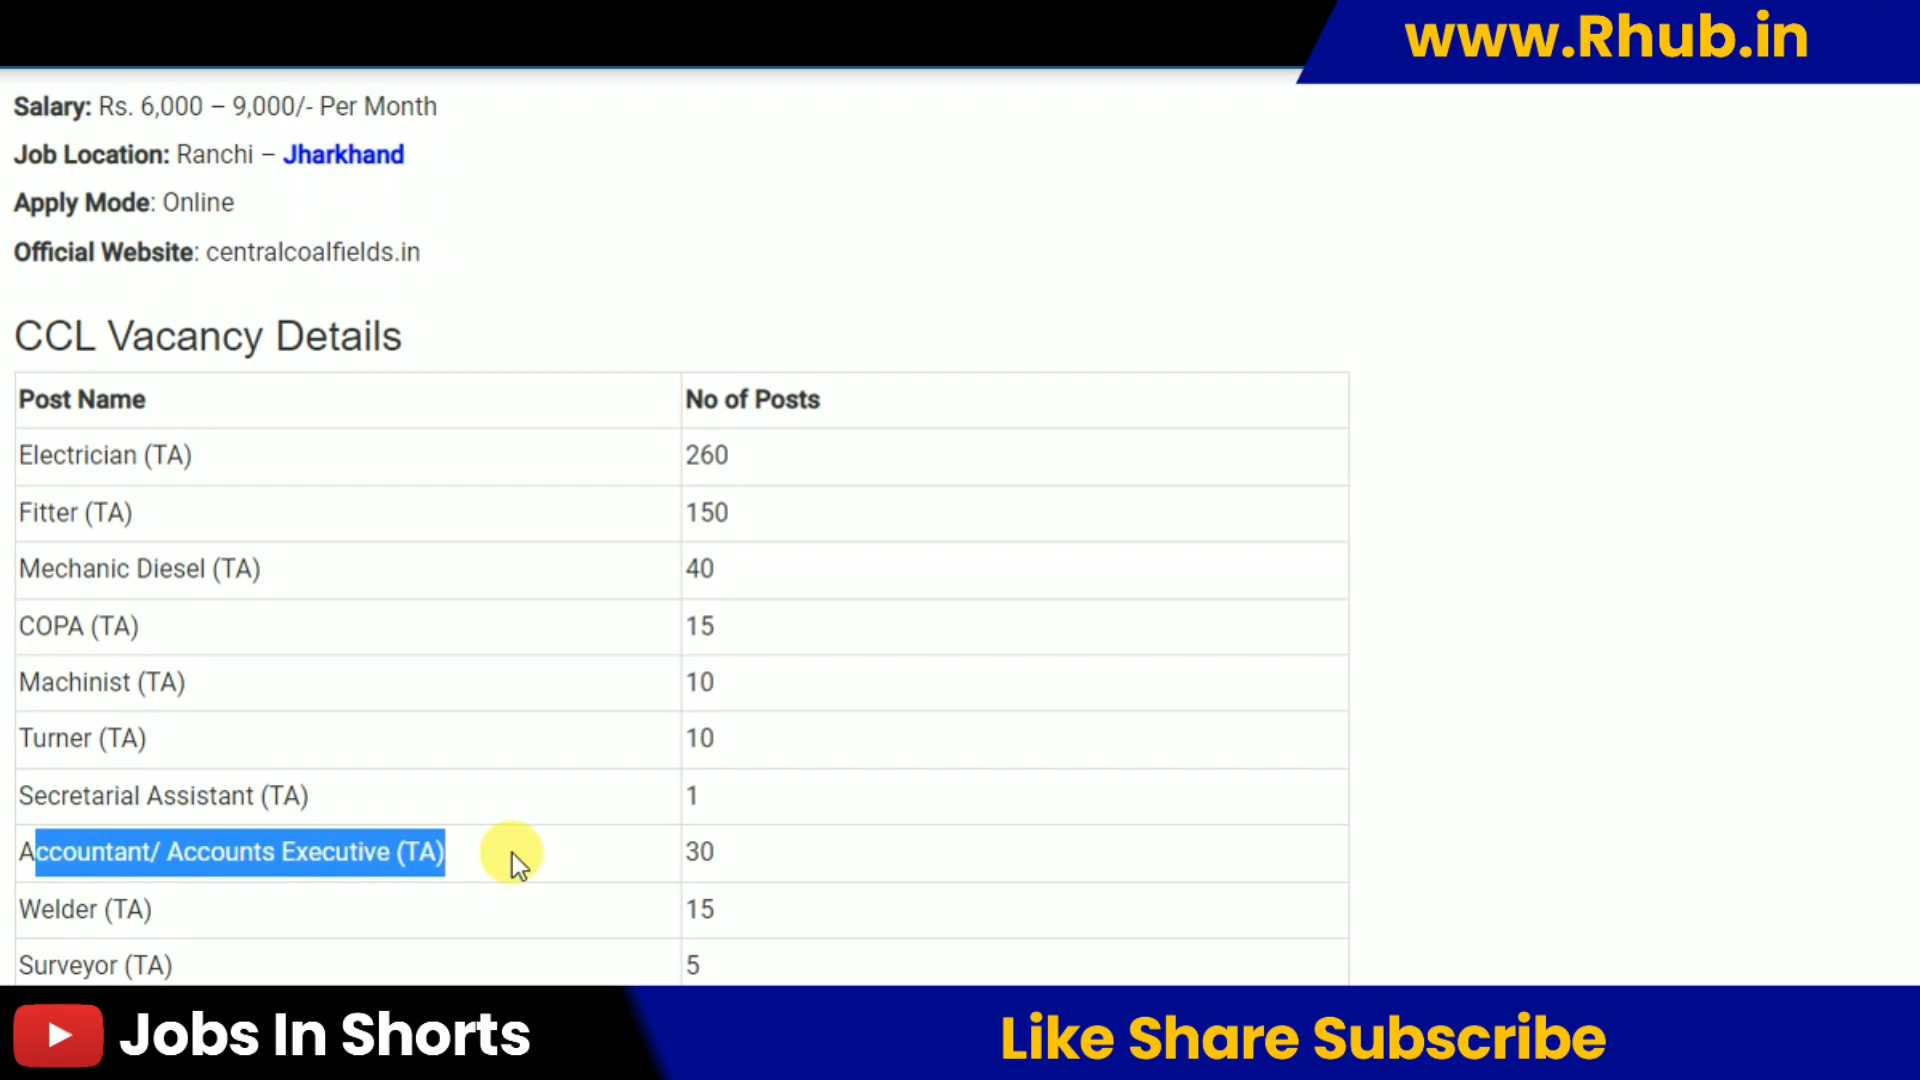 www.Rhub.in
Salary: Rs. 6,000 – 9,000/- Per Month
Job Location: Ranchi – Jharkhand
Apply Mode: Online
Official Website: centralcoalfields.in
CCL Vacancy Details
Post Name No of Posts
Electrician (TA) 260
Fitter (TA) 150
Mechanic Diesel (TA) 40
COPA (TA) 15
Machinist (TA) 10
Turner (TA) 10
Secretarial Assistant (TA) 1
Accountant/ Accounts Executive (TA) 30
Welder (TA) 15
Surveyor (TA) 5
Jobs In Shorts
Like Share Subscribe